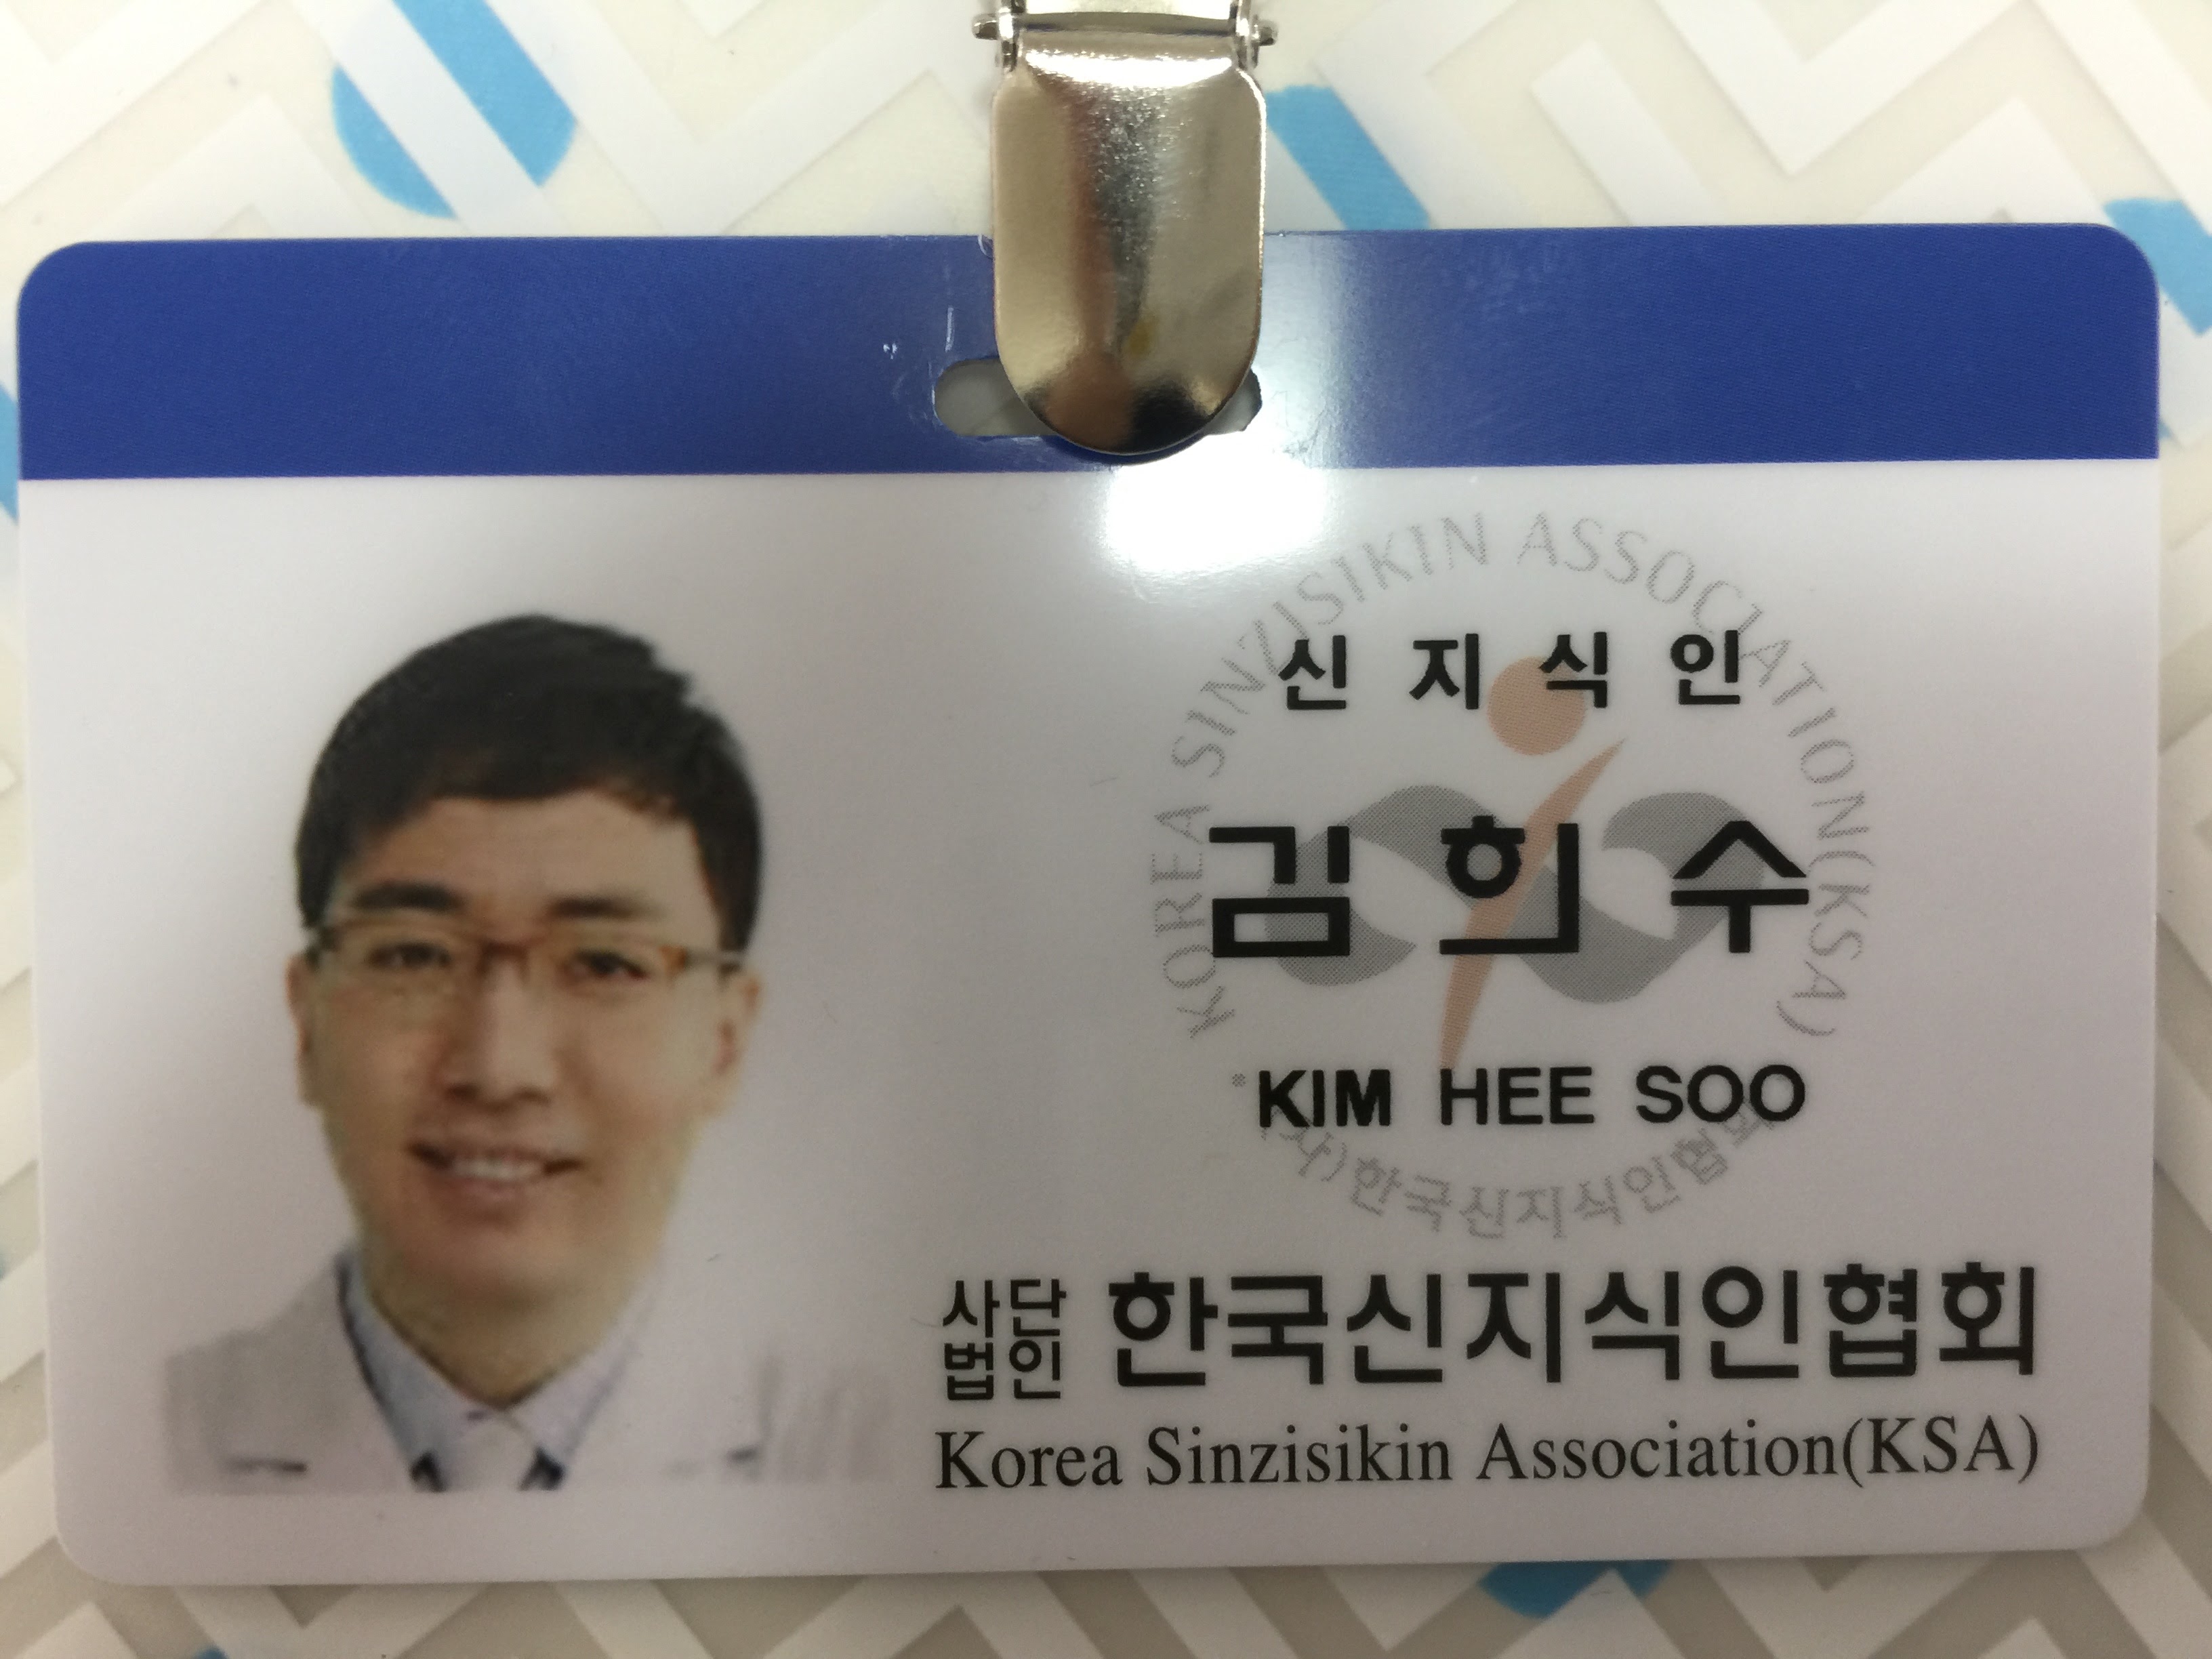 KOREA SINZISIKIN ASSOCIATION(KSA)
신지식인
김희수
KIM HEE SOO
(사)한국신지식인협회
사단
법인
한국신지식인협회
Korea Sinzisikin Association(KSA)